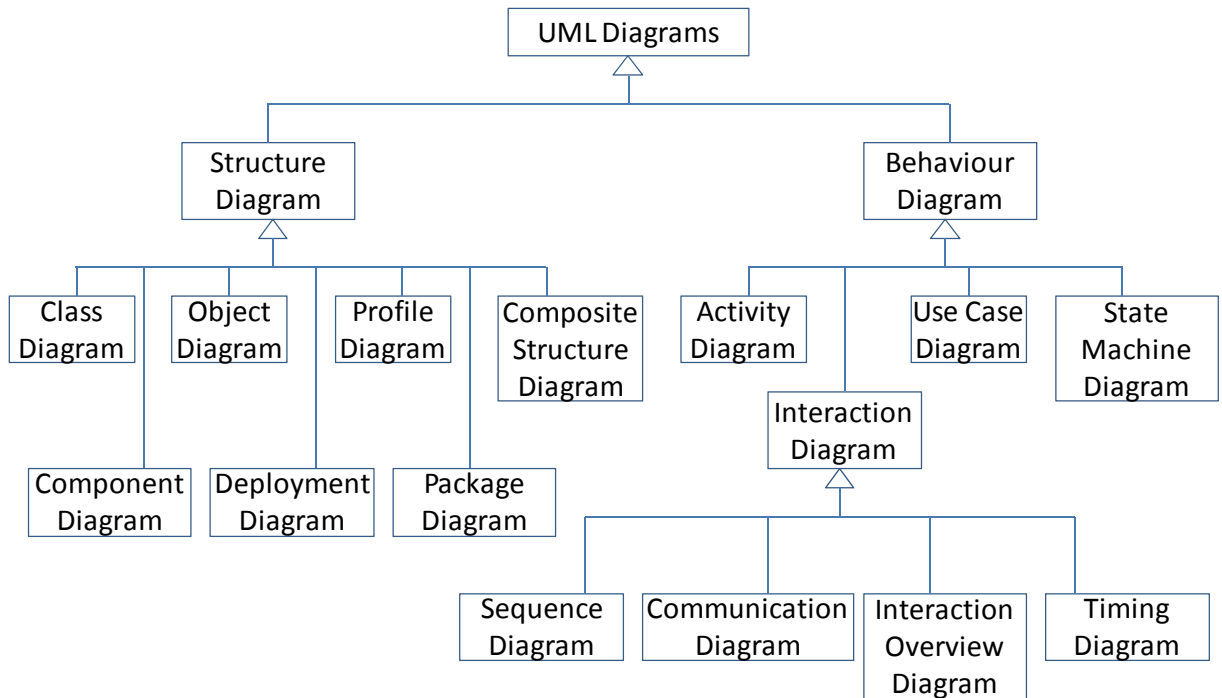 UML Diagrams
Structure
Diagram
Behaviour
Diagram
Class
Diagram
Object
Diagram
Profile
Diagram
Composite
Structure
Diagram
Activity
Diagram
Use Case
Diagram
State
Machine
Diagram
Interaction
Diagram
Component
Diagram
Deployment
Diagram
Package
Diagram
Sequence
Diagram
Communication
Diagram
Interaction
Overview
Diagram
Timing
Diagram